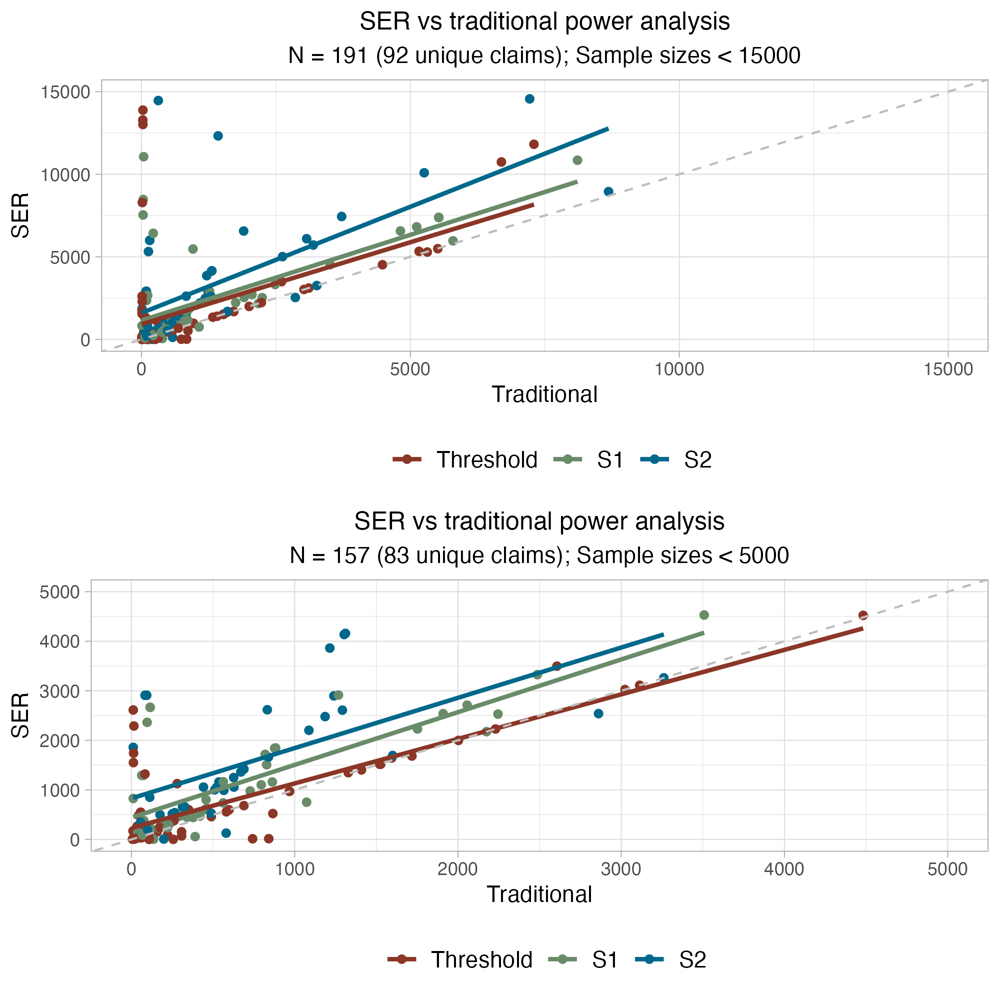 SER vs traditional power analysis
N = 191 (92 unique claims); Sample sizes < 15000
15000
10000
5000
0
SER
0 5000 10000 15000
Traditional
Threshold S1 S2
SER vs traditional power analysis
N = 157 (83 unique claims); Sample sizes < 5000
5000
4000
3000
2000
1000
0
SER
0 1000 2000 3000 4000 5000
Traditional
Threshold S1 S2